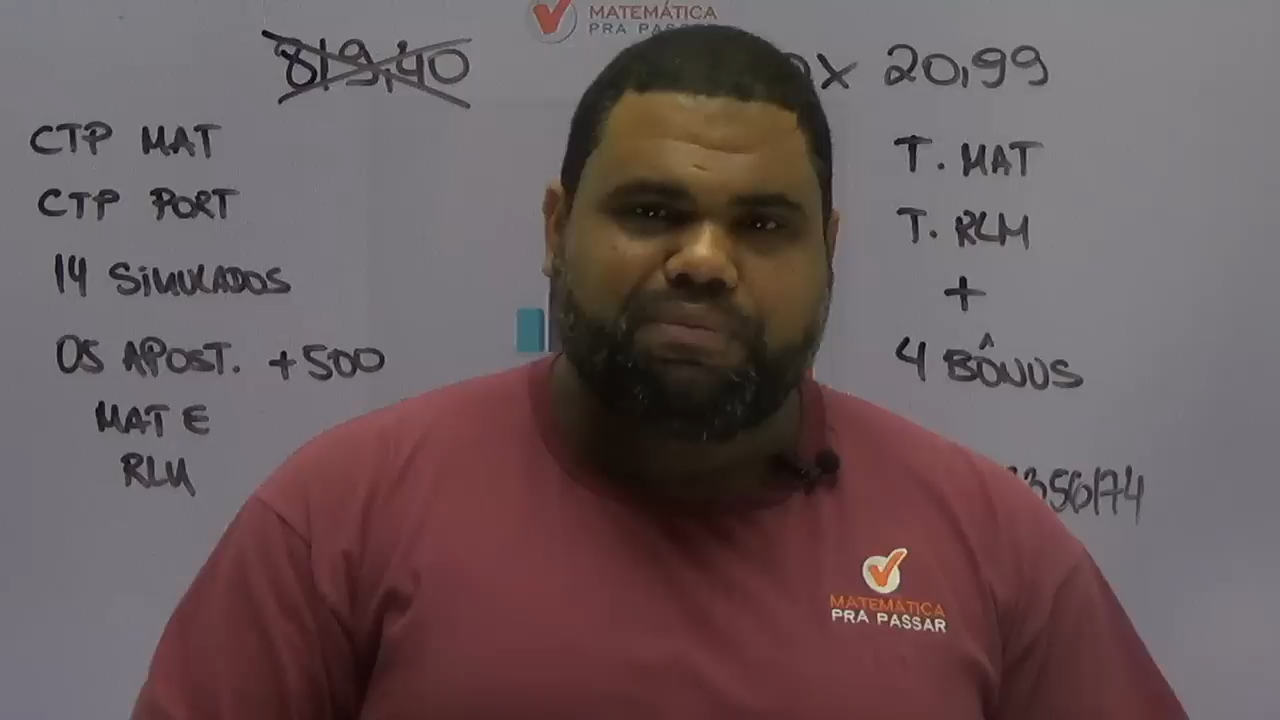 MATEMÁTICA
PRA PASSAR
819,40
X 20,99
CTP MAT
CTP PORT
14 SIMULADOS
OS APOST. +500
MAT E
RLM
T. MAT
T. RLM
+
4 BÔNUS
356174
MATEMÁTICA
PRA PASSAR